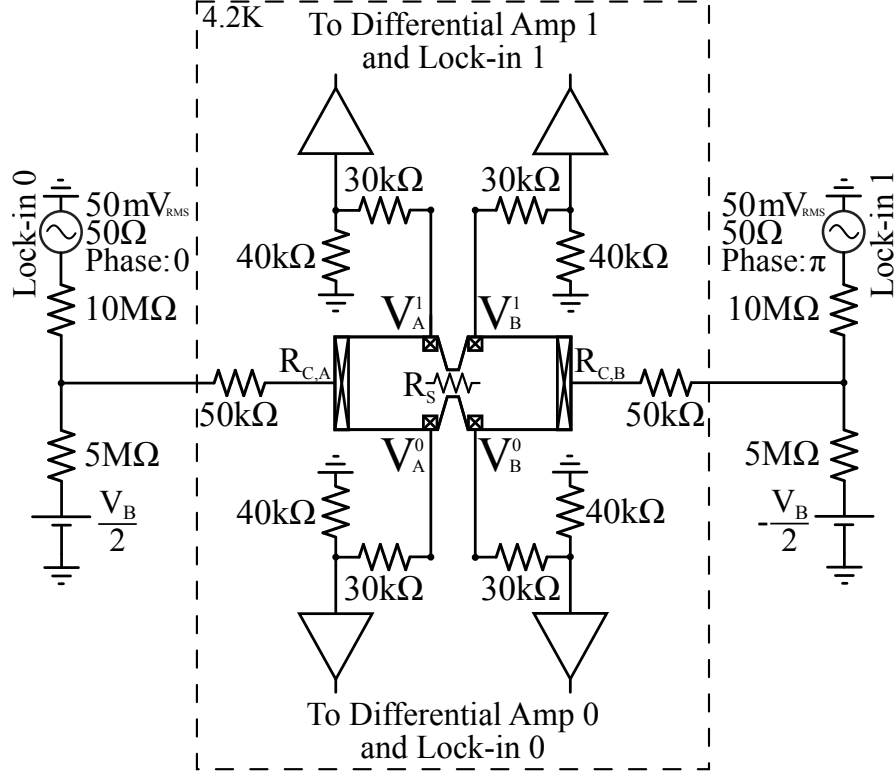 4.2K
To Differential Amp 1
and Lock-in 1
Lock-in 0
50mV_RMS
50Ω
Phase:0
10MΩ
5MΩ
V_B
2
30kΩ
30kΩ
40kΩ
40kΩ
V_A^1
V_B^1
R_C,A
R_S
R_C,B
50kΩ
50kΩ
V_A^0
V_B^0
40kΩ
40kΩ
30kΩ
30kΩ
50mV_RMS
50Ω
Phase:π
Lock-in 1
10MΩ
5MΩ
-V_B
2
To Differential Amp 0
and Lock-in 0